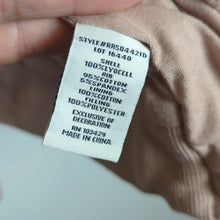 STYLE#RR50442TD
LOT 16440
SHELL
100%LYOCELL
RIB
95%COTTON
5%SPANDEX
LINING
100%COTTON
FILLING
100%POLYESTER
EXCLUSIVE OF
DECORATION
RN 103429
MADE IN CHINA